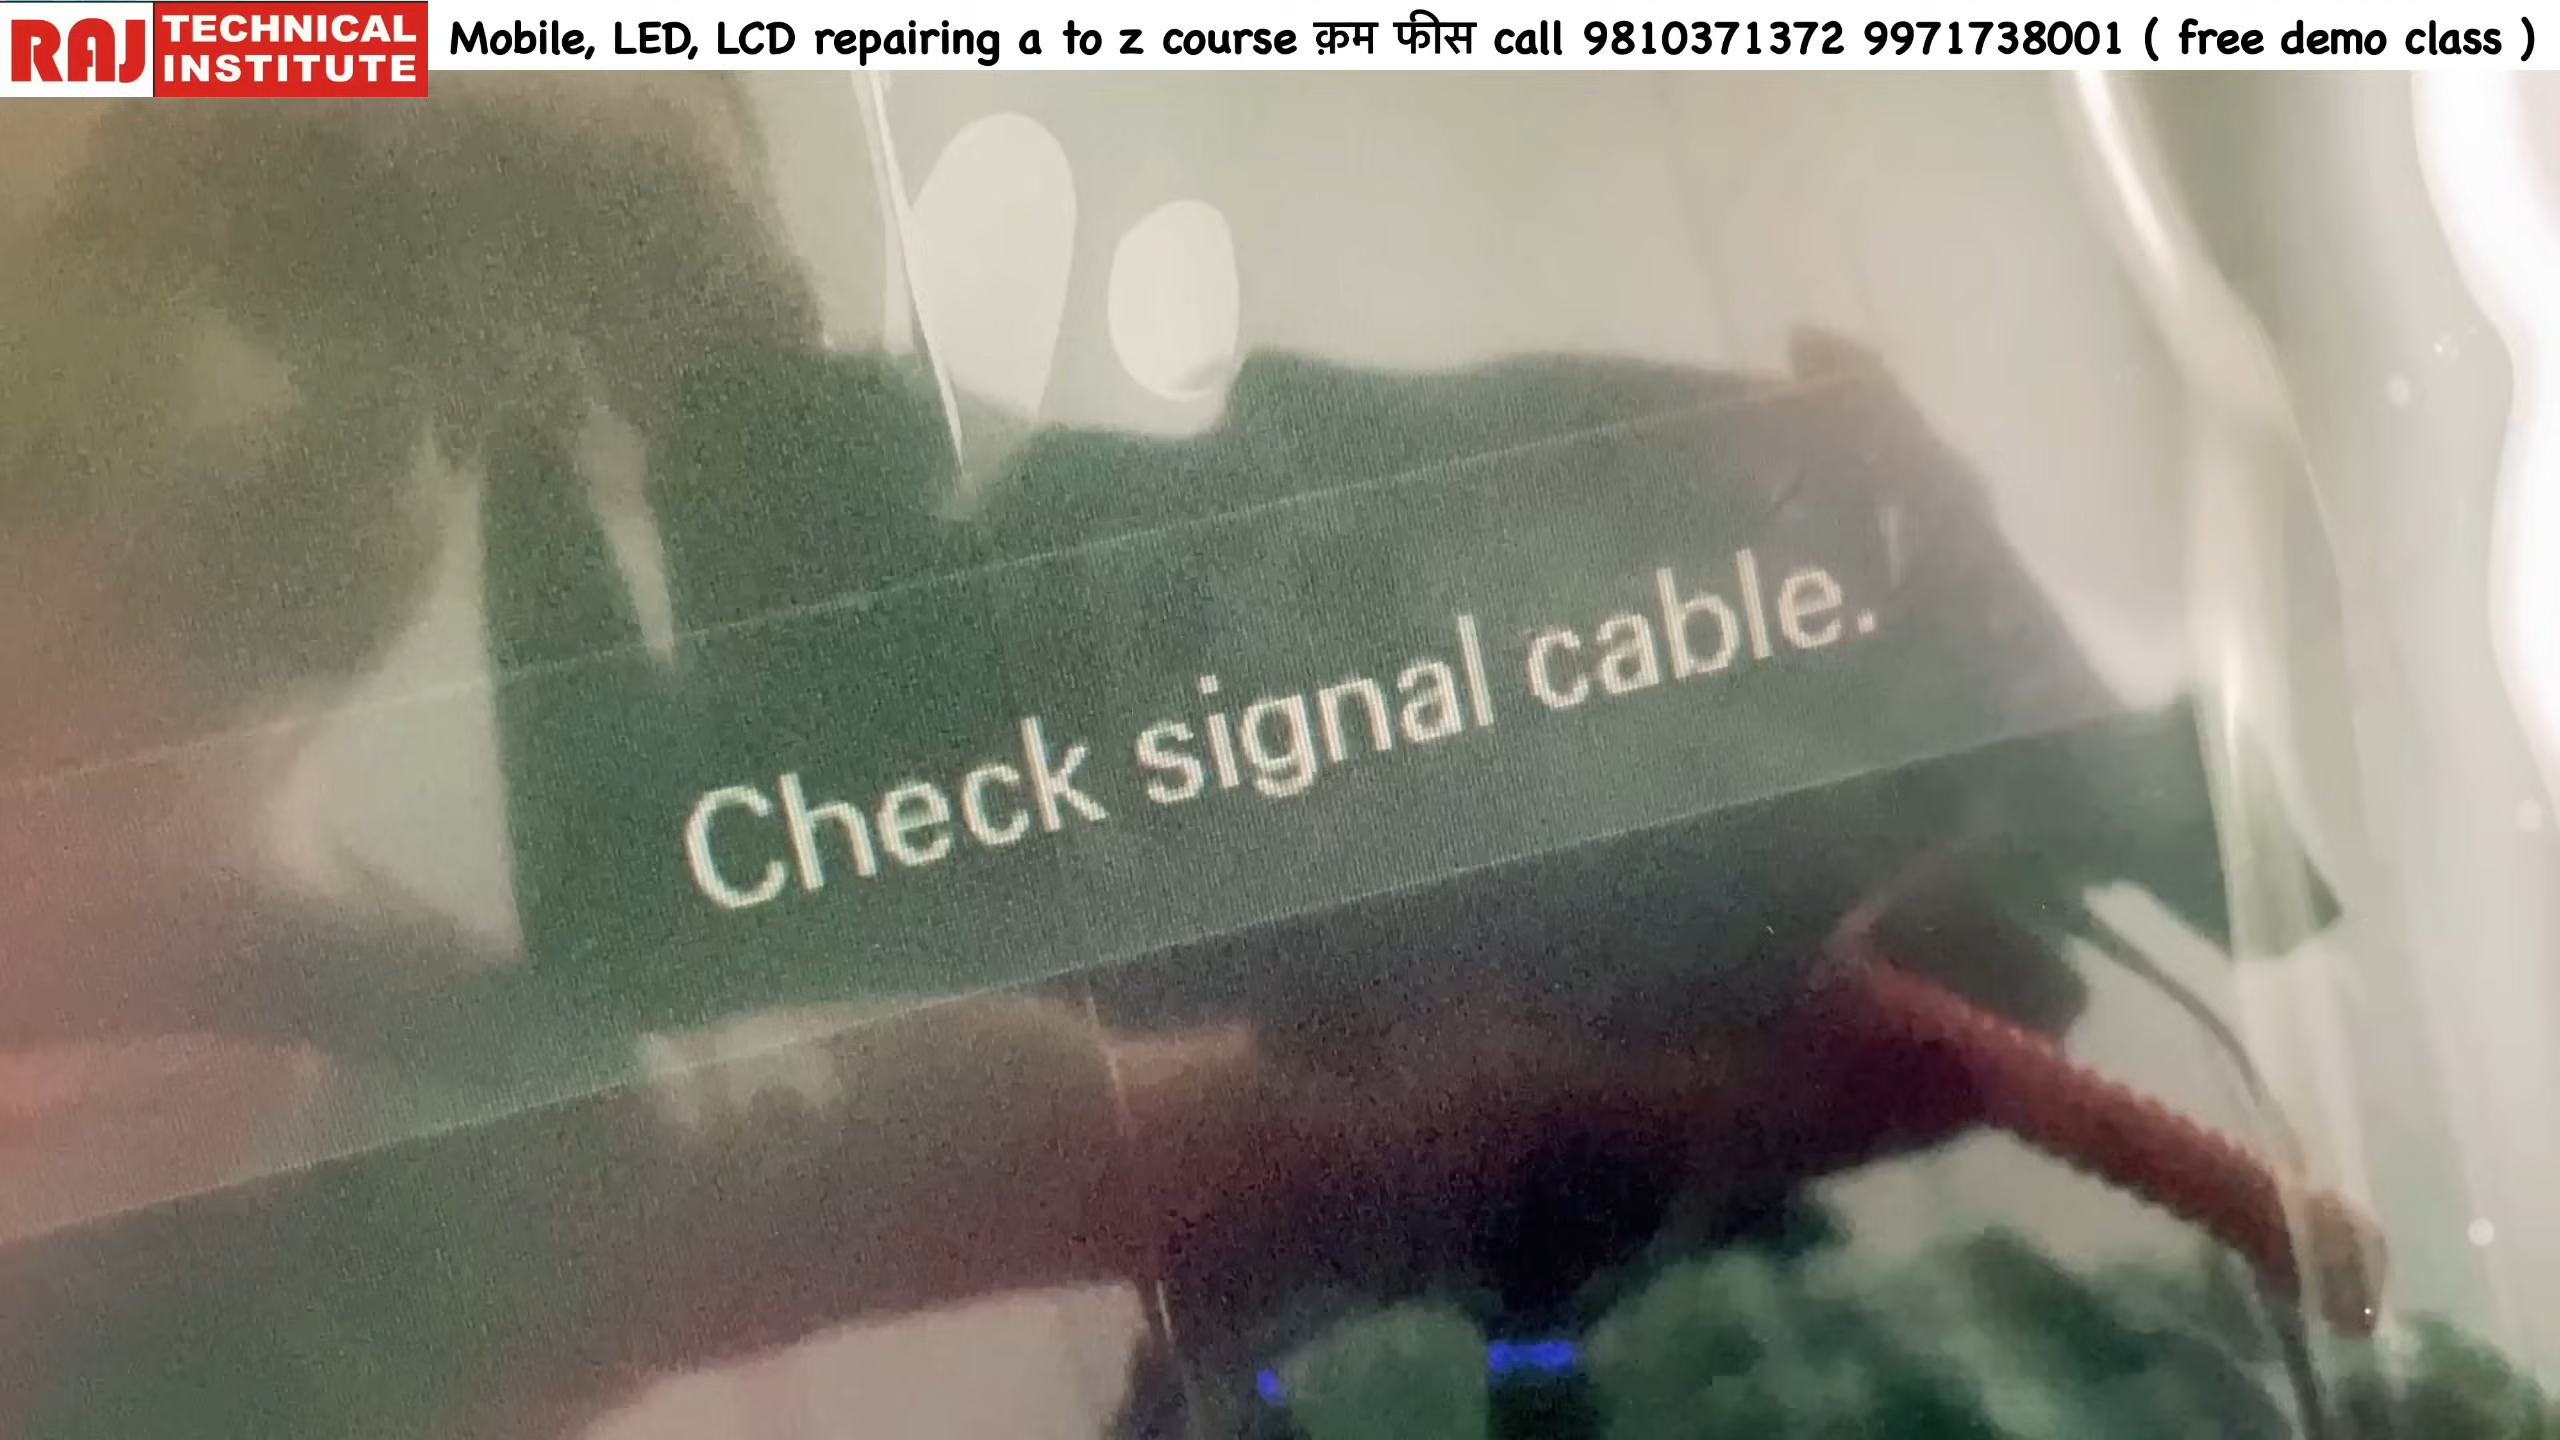 RAJ TECHNICAL INSTITUTE
Mobile, LED, LCD repairing a to z course क़म फीस call 9810371372 9971738001 ( free demo class )
Check signal cable.